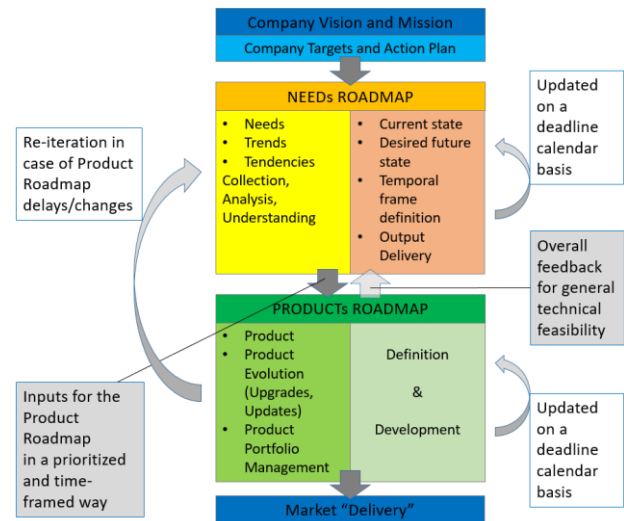 Company Vision and Mission
Company Targets and Action Plan
NEEDs ROADMAP
• Needs
• Trends
• Tendencies
Collection,
Analysis,
Understanding
• Current state
• Desired future
state
• Temporal
frame
definition
• Output
Delivery
Updated
on a
deadline
calendar
basis
Re-iteration in
case of Product
Roadmap
delays/changes
Overall
feedback
for general
technical
feasibility
PRODUCTs ROADMAP
• Product
• Product
Evolution
(Upgrades,
Updates)
• Product
Portfolio
Management
Definition
&
Development
Inputs for the
Product
Roadmap
in a prioritized
and time-
framed way
Updated
on a
deadline
calendar
basis
Market “Delivery”